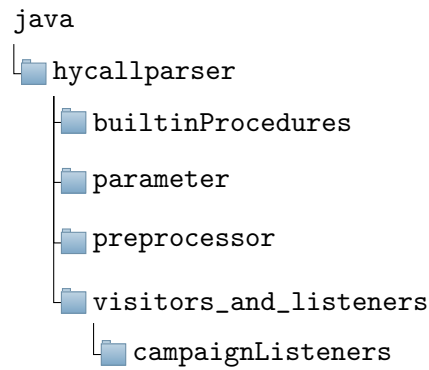 java
hycallparser
builtinProcedures
parameter
preprocessor
visitors_and_listeners
campaignListeners